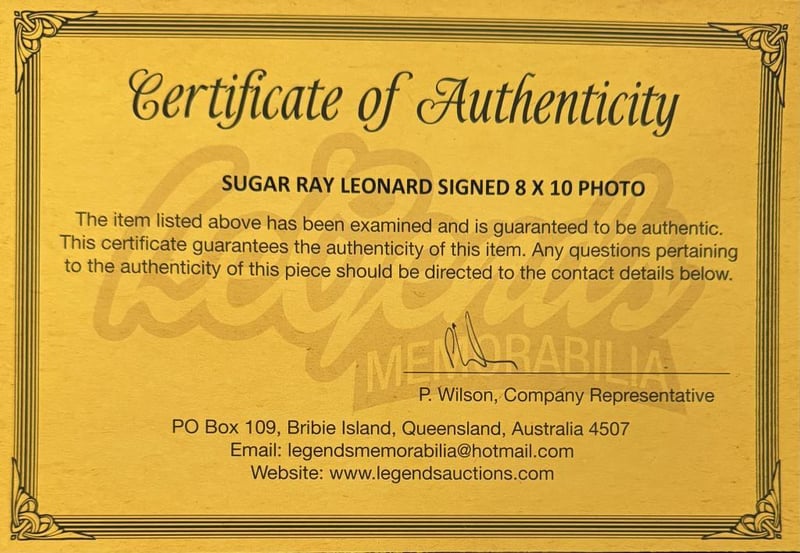 Certificate of Authenticity
SUGAR RAY LEONARD SIGNED 8 X 10 PHOTO
The item listed above has been examined and is guaranteed to be authentic.
This certificate guarantees the authenticity of this item. Any questions pertaining
to the authenticity of this piece should be directed to the contact details below.
Legends
MEMORABILIA
P. Wilson, Company Representative
PO Box 109, Bribie Island, Queensland, Australia 4507
Email: legendsmemorabilia@hotmail.com
Website: www.legendsauctions.com